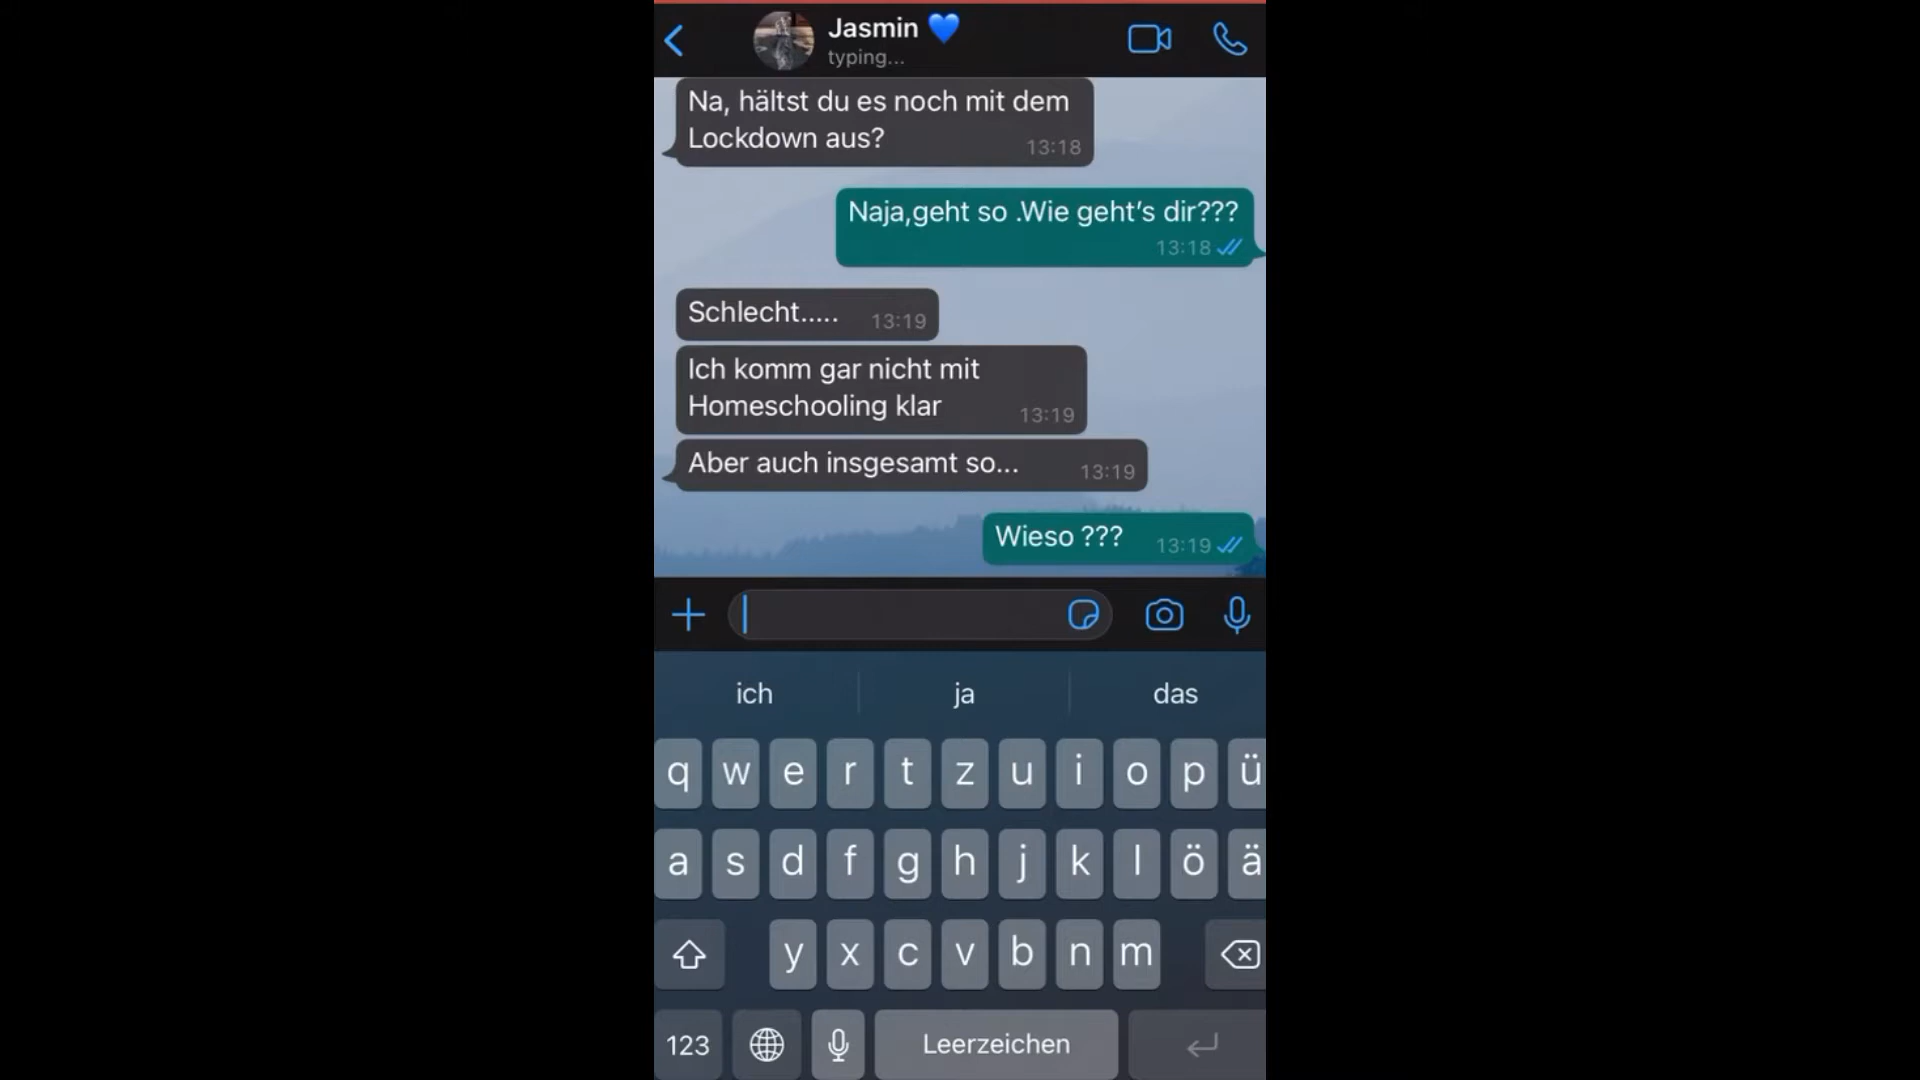 Jasmin 💙
typing...
Na, hältst du es noch mit dem
Lockdown aus?
13:18
Naja,geht so .Wie geht's dir???
13:18
Schlecht.....
13:19
Ich komm gar nicht mit
Homeschooling klar
13:19
Aber auch insgesamt so...
13:19
Wieso ???
13:19
ich ja das
q w e r t z u i o p ü
a s d f g h j k l ö ä
y x c v b n m
123 Leerzeichen